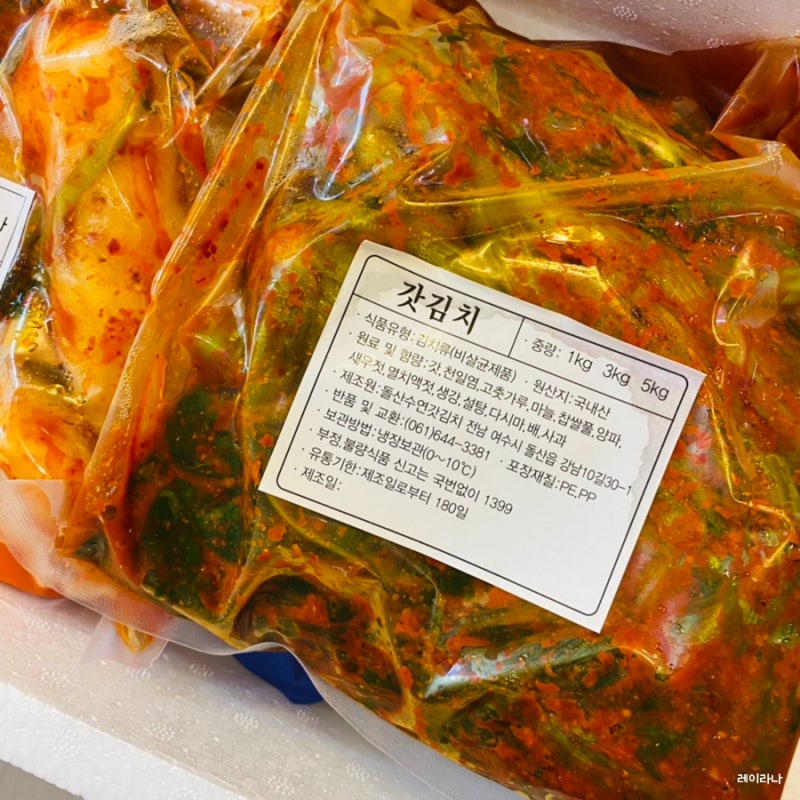 갓김치
· 중량: 1kg 3kg 5kg
· 식품유형: 김치류(비살균제품) · 원산지:국내산
· 원료 및 함량:갓,천일염,고춧가루,마늘,찹쌀풀,양파,
새우젓,멸치액젓,생강,설탕,다시마,배,사과
· 제조원:돌산수연갓김치 전남 여수시 돌산읍 강남10길30-1
· 반품 및 교환:(061)644-3381 · 포장재질:PE,PP
· 보관방법:냉장보관(0~10℃)
· 부정,불량식품 신고는 국번없이 1399
· 유통기한:제조일로부터 180일
· 제조일:
레이라나